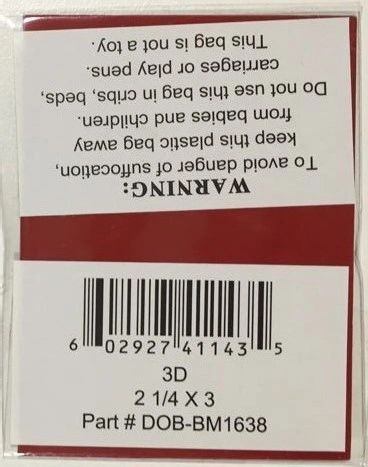 WARNING:
To avoid danger of suffocation,
keep this plastic bag away
from babies and children.
Do not use this bag in cribs, beds,
carriages or play pens.
This bag is not a toy.
6 02927 41143 5
3D
2 1/4 X 3
Part # DOB-BM1638